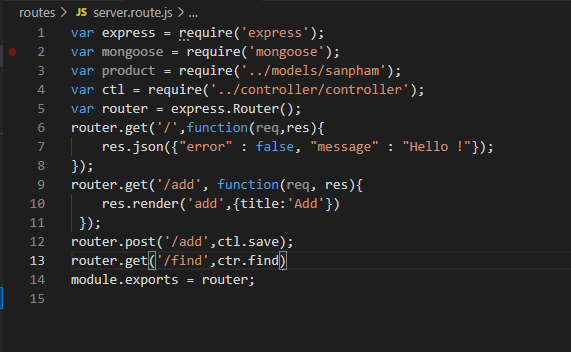 routes > JS server.route.js > ...
1 var express = require('express');
2 var mongoose = require('mongoose');
3 var product = require('../models/sanpham');
4 var ctl = require('../controller/controller');
5 var router = express.Router();
6 router.get('/',function(req,res){
7     res.json({"error" : false, "message" : "Hello !"});
8 });
9 router.get('/add', function(req, res){
10     res.render('add',{title:'Add'})
11  });
12 router.post('/add',ctl.save);
13 router.get('/find',ctr.find)
14 module.exports = router;
15